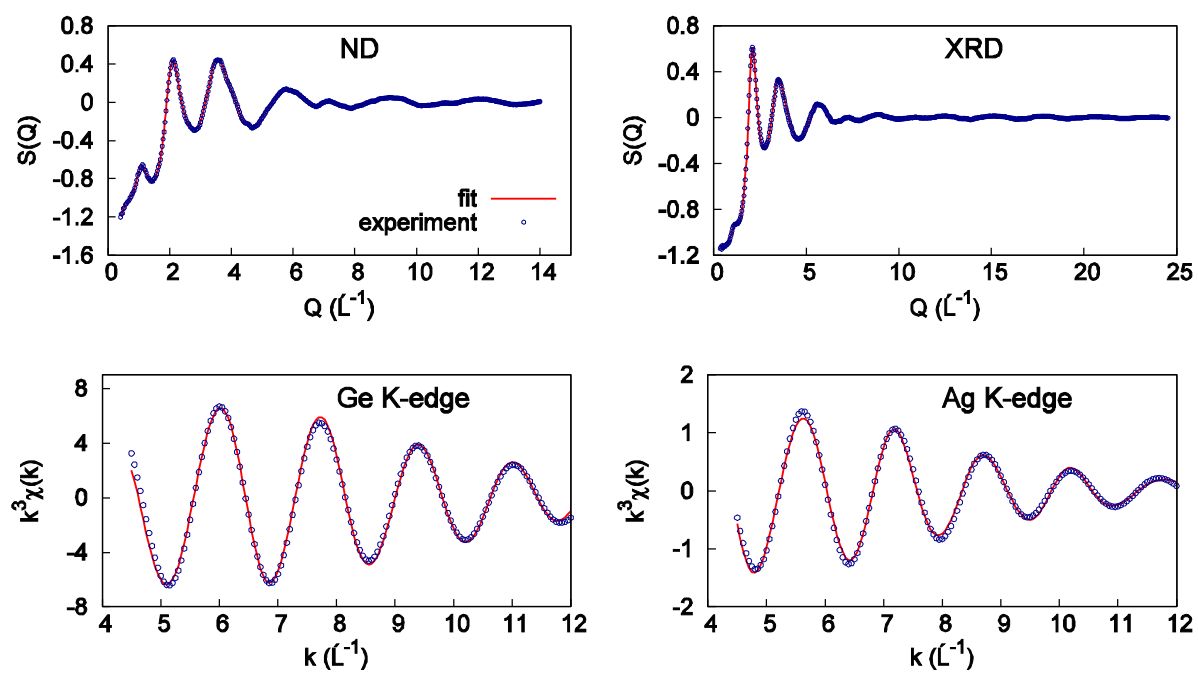 ND
0.8
0.4
0
-0.4
-0.8
-1.2
-1.6
S(Q)
fit
experiment
0 2 4 6 8 10 12 14
Q (Ĺ⁻¹)
XRD
0.8
0.4
0
-0.4
-0.8
-1.2
S(Q)
0 5 10 15 20 25
Q (Ĺ⁻¹)
Ge K-edge
8
4
0
-4
-8
k³χ(k)
4 5 6 7 8 9 10 11 12
k (Ĺ⁻¹)
Ag K-edge
2
1
0
-1
-2
k³χ(k)
4 5 6 7 8 9 10 11 12
k (Ĺ⁻¹)